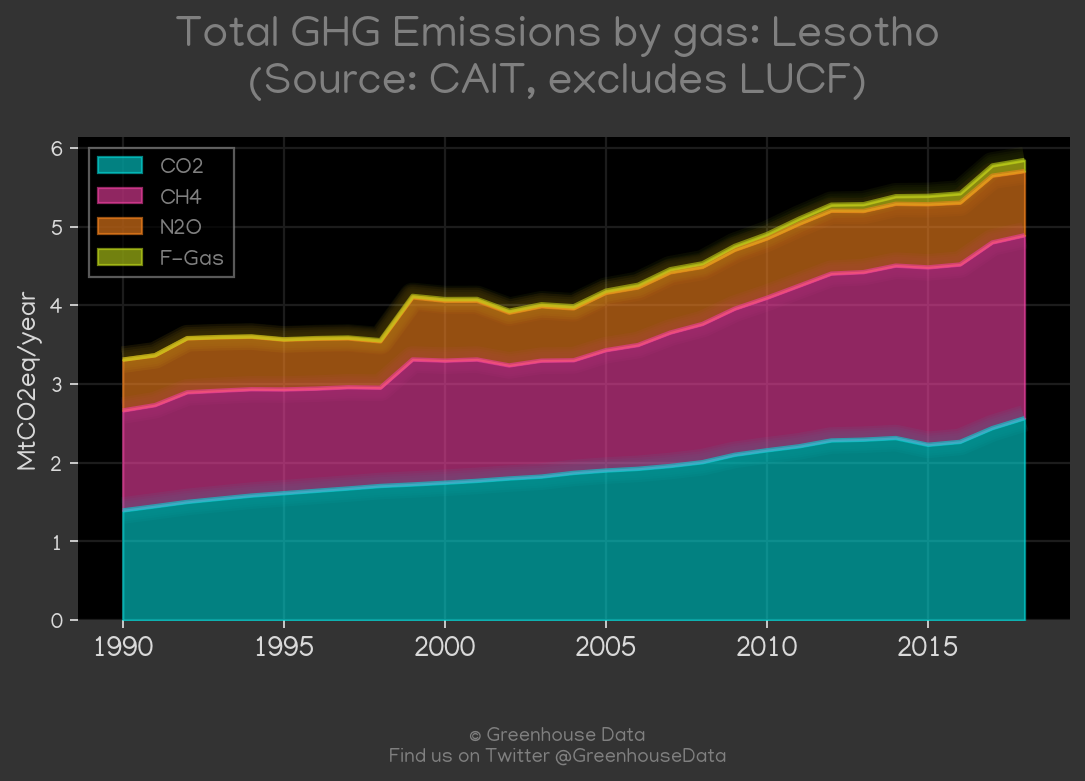 Total GHG Emissions by gas: Lesotho
(Source: CAIT, excludes LUCF)
MtCO2eq/year
6
5
4
3
2
1
0
CO2
CH4
N2O
F-Gas
1990 1995 2000 2005 2010 2015
© Greenhouse Data
Find us on Twitter @GreenhouseData